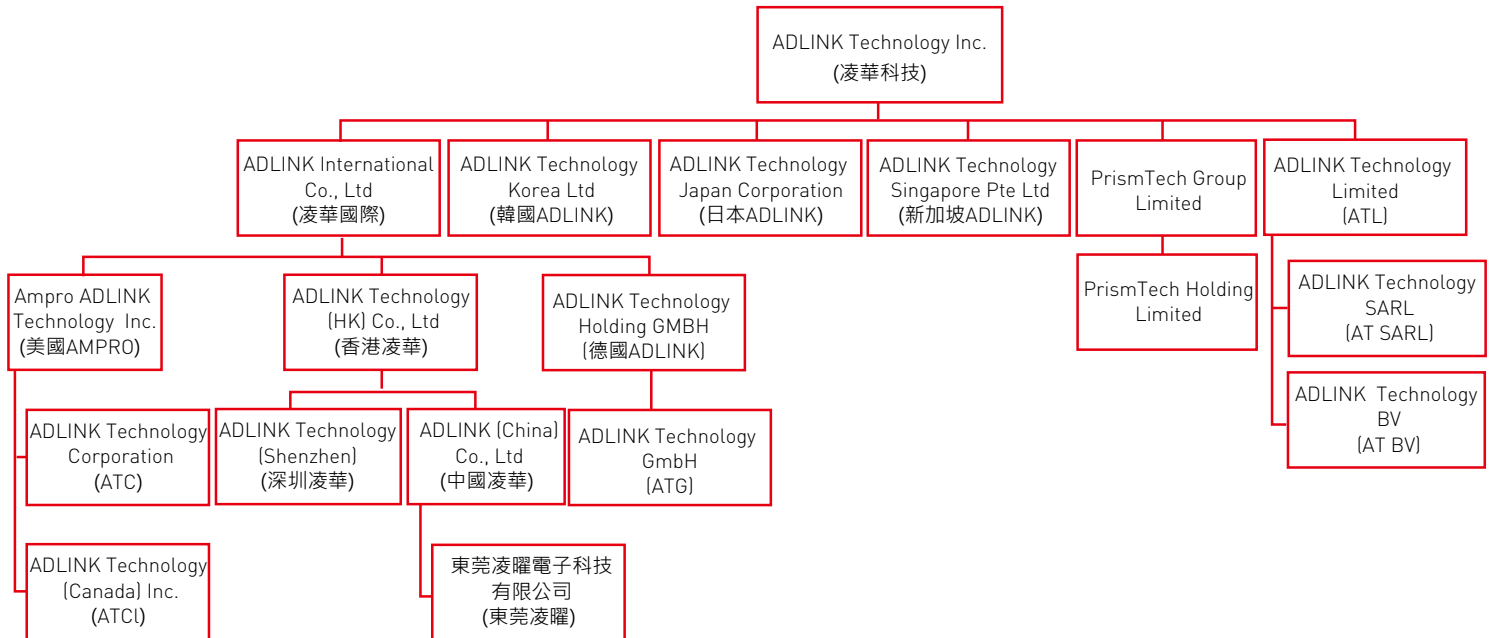 ADLINK Technology Inc.
(凌華科技)
ADLINK International
Co., Ltd
(凌華國際)
ADLINK Technology
Korea Ltd
(韓國ADLINK)
ADLINK Technology
Japan Corporation
(日本ADLINK)
ADLINK Technology
Singapore Pte Ltd
(新加坡ADLINK)
PrismTech Group
Limited
ADLINK Technology
Limited
(ATL)
Ampro ADLINK
Technology Inc.
(美國AMPRO)
ADLINK Technology
(HK) Co., Ltd
(香港凌華)
ADLINK Technology
Holding GMBH
(德國ADLINK)
PrismTech Holding
Limited
ADLINK Technology
SARL
(AT SARL)
ADLINK Technology
BV
(AT BV)
ADLINK Technology
Corporation
(ATC)
ADLINK Technology
(Shenzhen)
(深圳凌華)
ADLINK (China)
Co., Ltd
(中國凌華)
ADLINK Technology
GmbH
(ATG)
ADLINK Technology
(Canada) Inc.
(ATCl)
東莞凌曜電子科技
有限公司
(東莞凌曜)